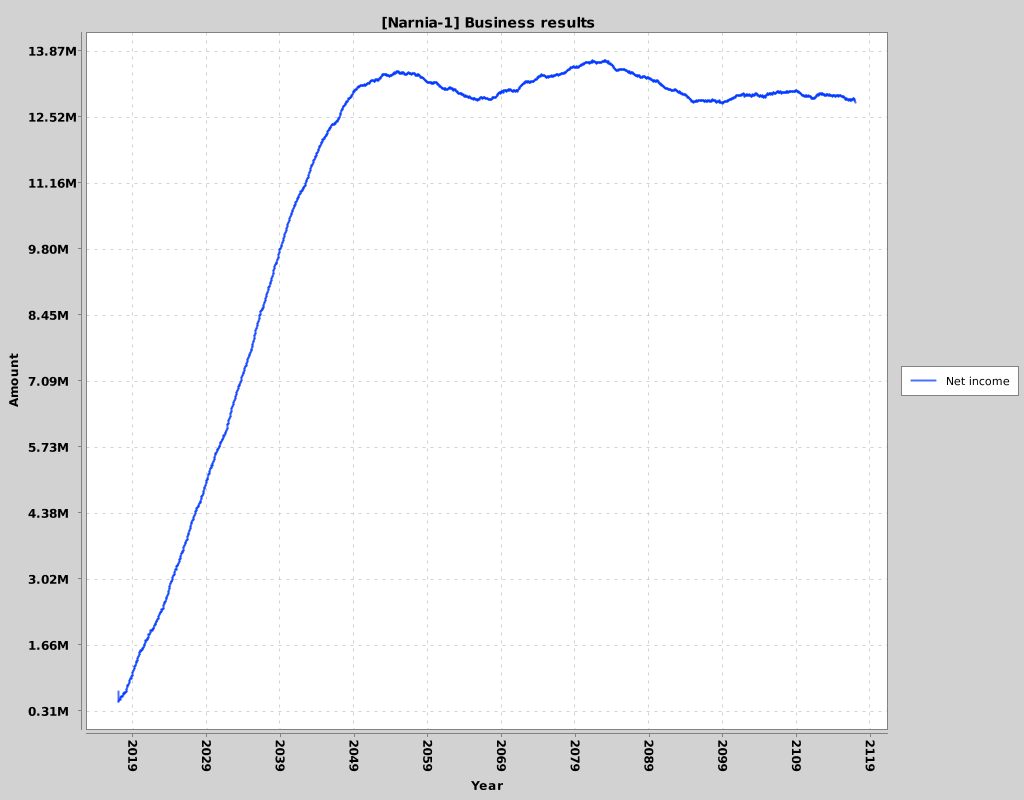 [Narnia-1] Business results
13.87M
12.52M
11.16M
9.80M
8.45M
7.09M
5.73M
4.38M
3.02M
1.66M
0.31M
Amount
2019
2029
2039
2049
2059
2069
2079
2089
2099
2109
2119
Year
Net income